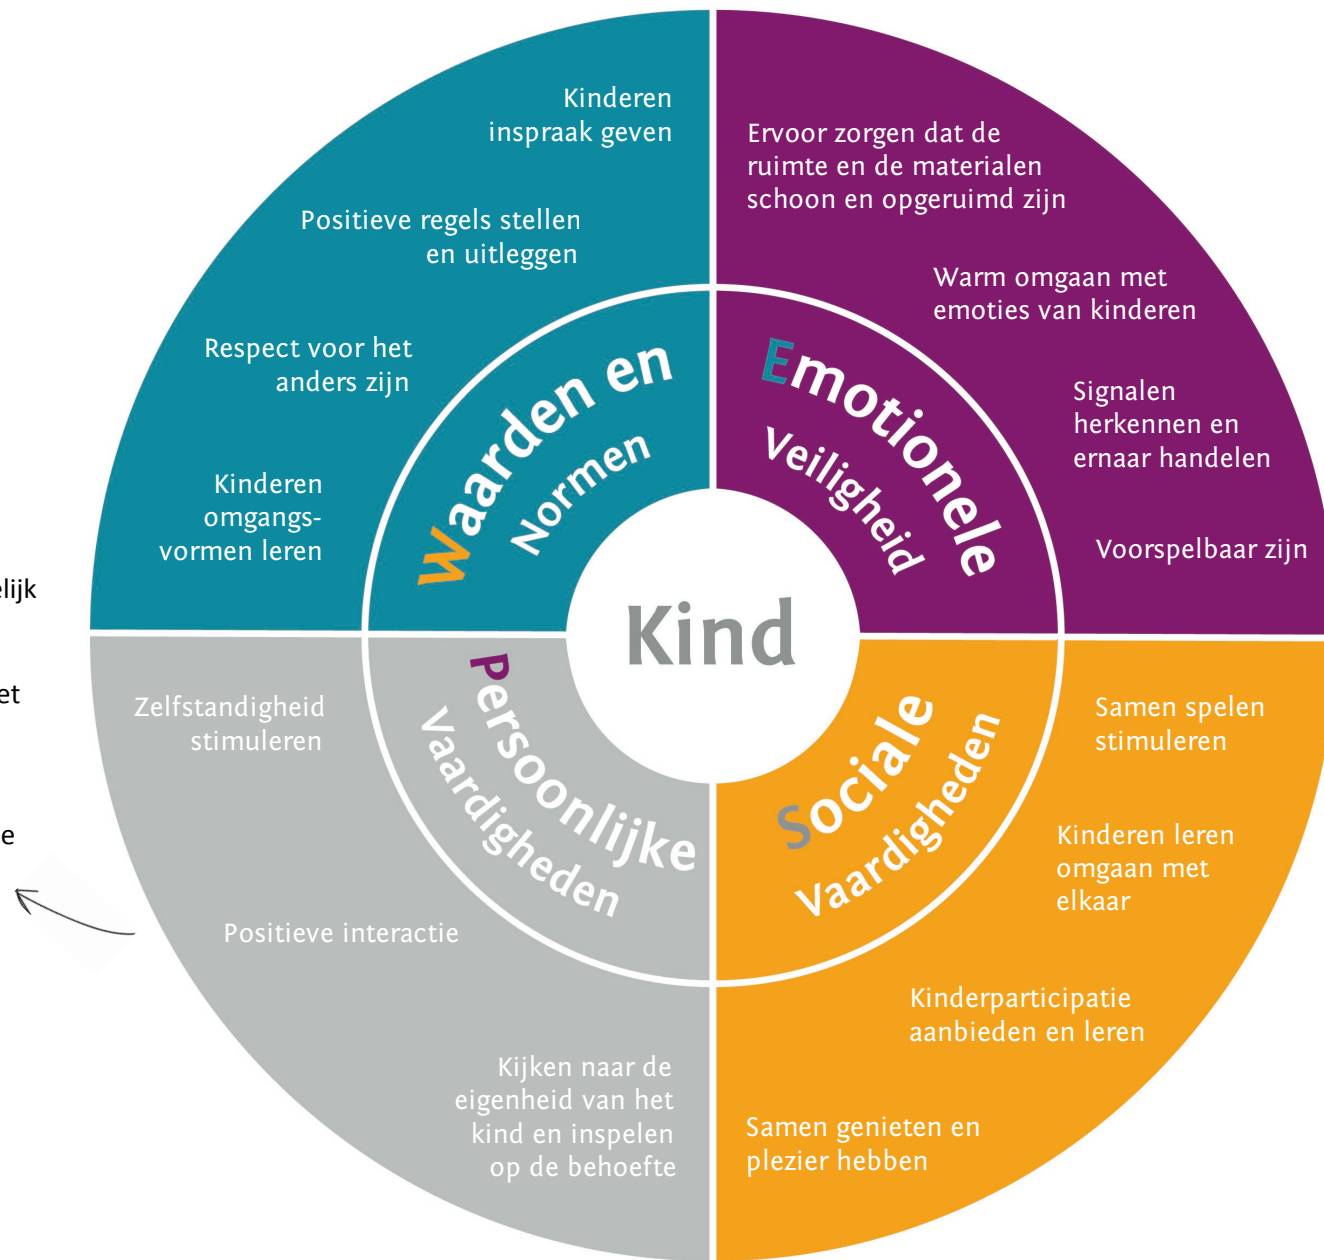 Kinderen
inspraak geven
Positieve regels stellen
en uitleggen
Respect voor het
anders zijn
Kinderen
omgangs-
vormen leren
Waarden en
Normen
Ervoor zorgen dat de
ruimte en de materialen
schoon en opgeruimd zijn
Warm omgaan met
emoties van kinderen
Signalen
herkennen en
ernaar handelen
Voorspelbaar zijn
Emotionele
Veiligheid
Kind
elijk
et
e
Zelfstandigheid
stimuleren
Positieve interactie
Kijken naar de
eigenheid van het
kind en inspelen
op de behoefte
Persoonlijke
Vaardigheden
Sociale
Vaardigheden
Samen spelen
stimuleren
Kinderen leren
omgaan met
elkaar
Kinderparticipatie
aanbieden en leren
Samen genieten en
plezier hebben